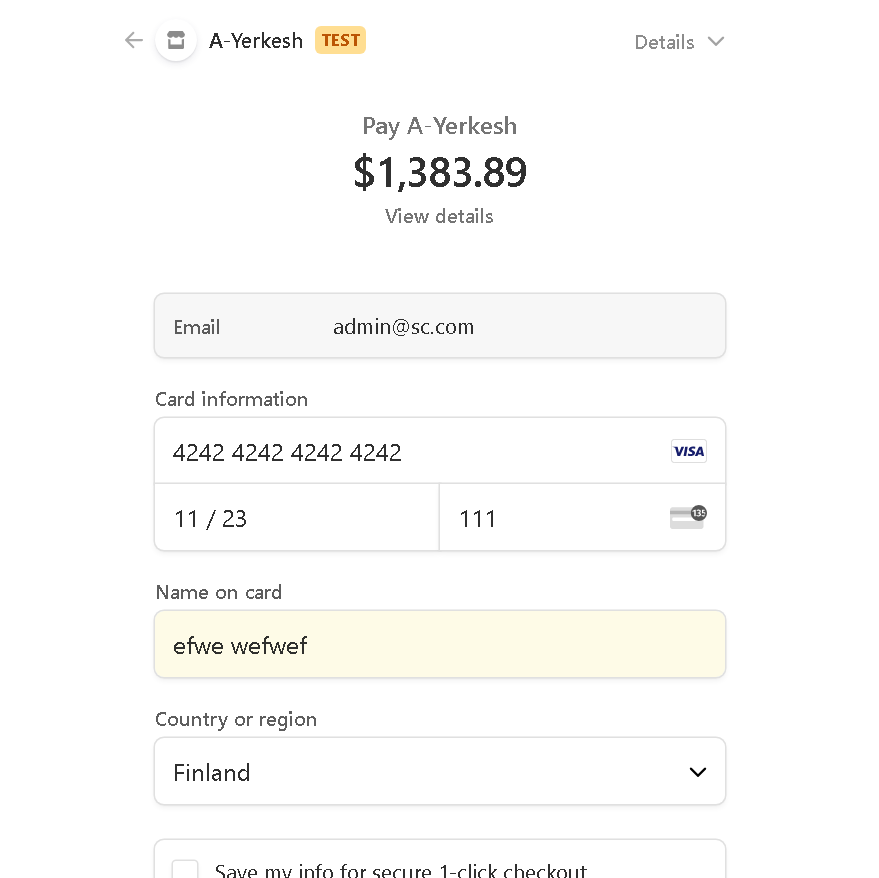 A-Yerkesh TEST Details
Pay A-Yerkesh
$1,383.89
View details
Email admin@sc.com
Card information
4242 4242 4242 4242 VISA
11 / 23 111 135
Name on card
efwe wefwef
Country or region
Finland
Save my info for secure 1-click checkout